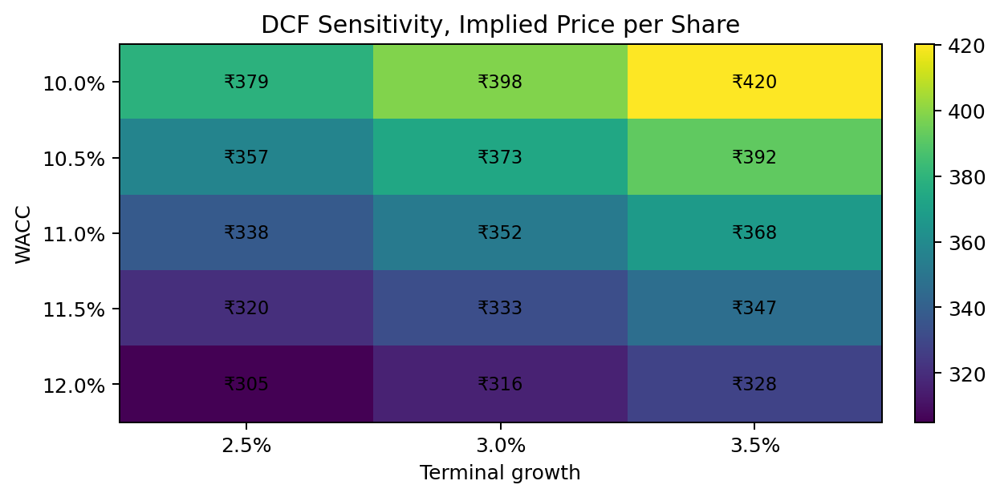 DCF Sensitivity, Implied Price per Share
WACC
10.0% ₹379 ₹398 ₹420
10.5% ₹357 ₹373 ₹392
11.0% ₹338 ₹352 ₹368
11.5% ₹320 ₹333 ₹347
12.0% ₹305 ₹316 ₹328
2.5% 3.0% 3.5%
Terminal growth
420
400
380
360
340
320